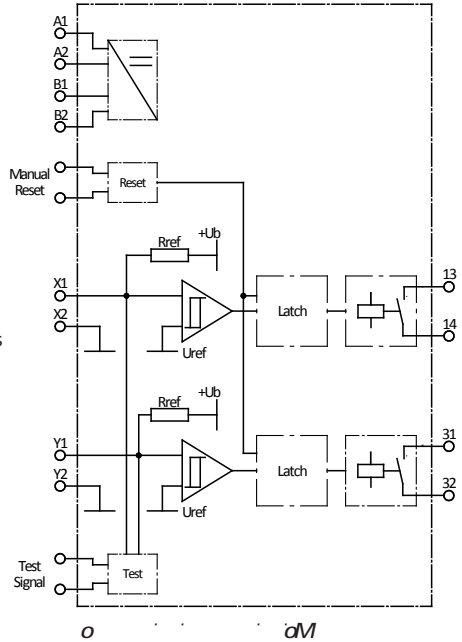 A1
A2
B1
B2
Manual
Reset
Reset
Rref
+Ub
X1
X2
Uref
Latch
13
14
Rref
+Ub
Y1
Y2
Uref
Latch
31
32
Test
Signal
Test
s